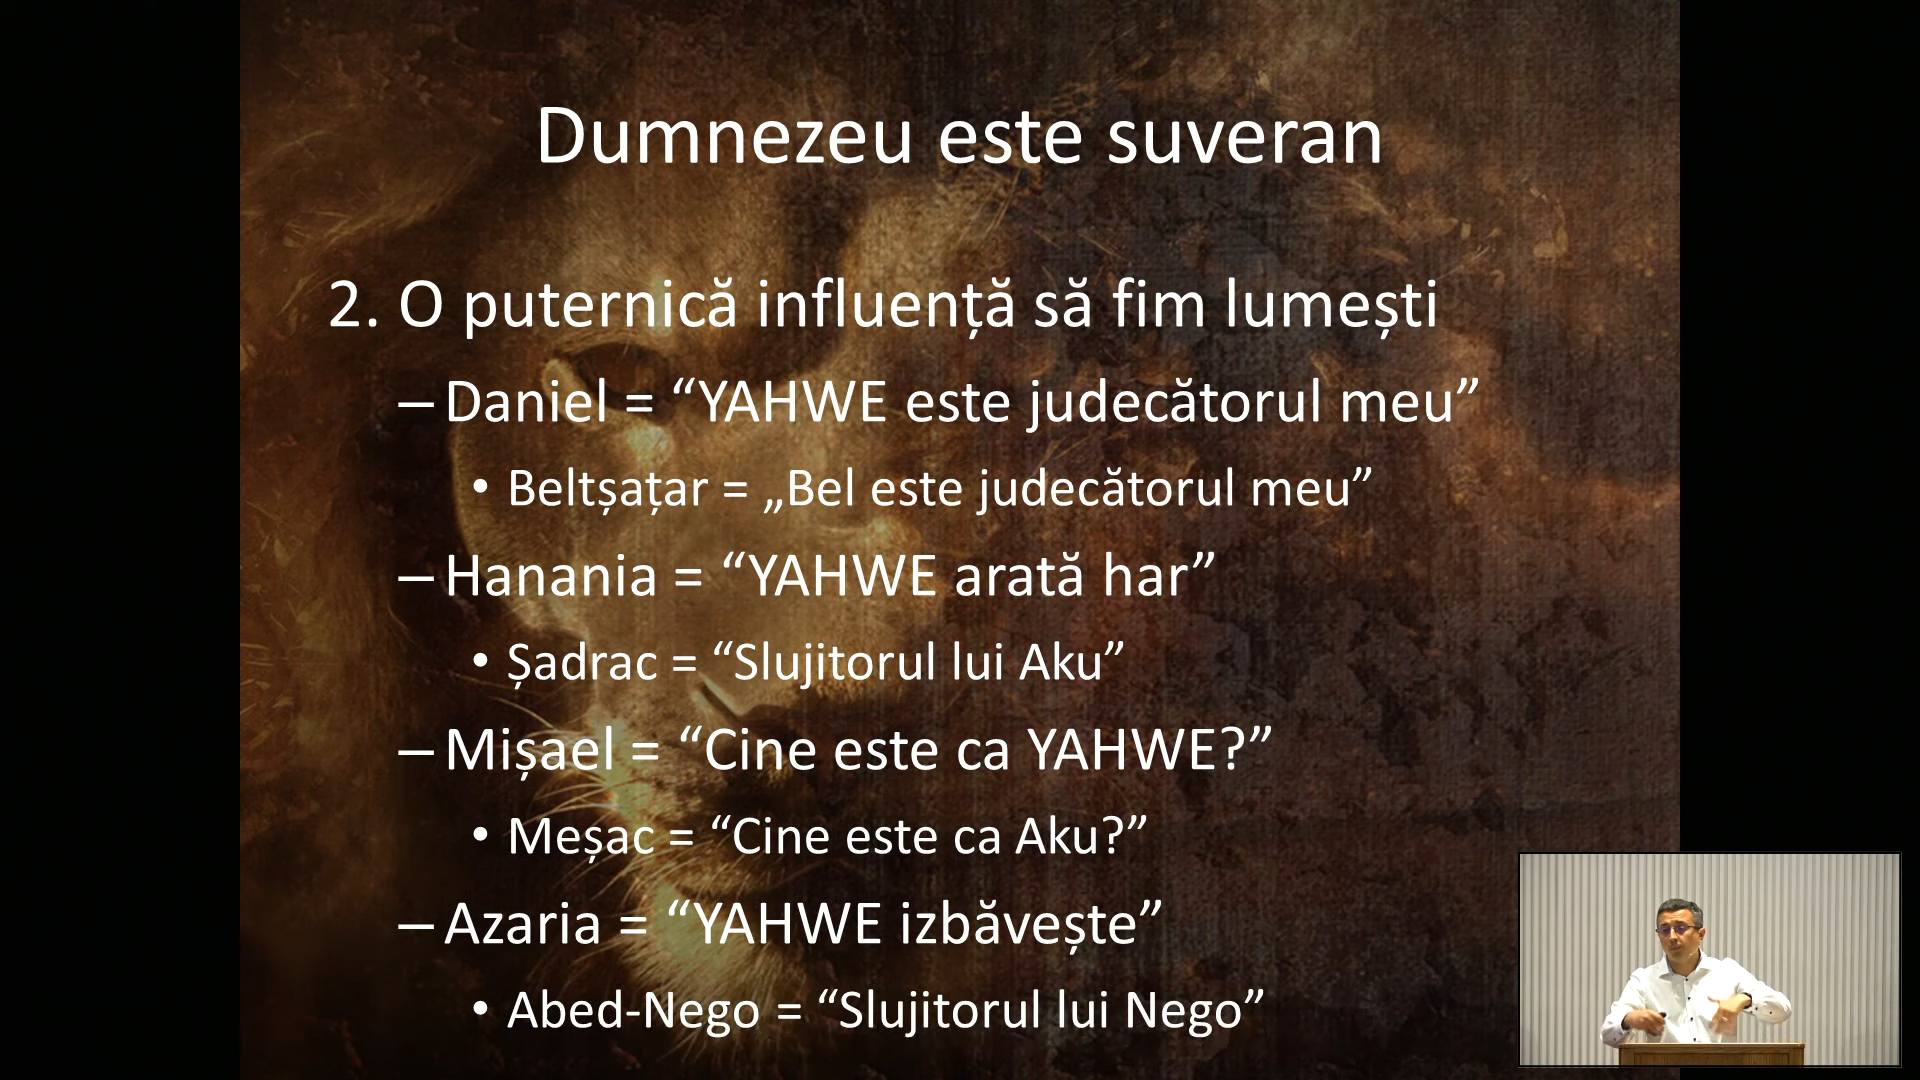 Dumnezeu este suveran
2. O puternică influență să fim lumești
– Daniel = “YAHWE este judecătorul meu”
• Beltșațar = „Bel este judecătorul meu”
– Hanania = “YAHWE arată har”
• Șadrac = “Slujitorul lui Aku”
– Mișael = “Cine este ca YAHWE?”
• Meșac = “Cine este ca Aku?”
– Azaria = “YAHWE izbăvește”
• Abed-Nego = “Slujitorul lui Nego”